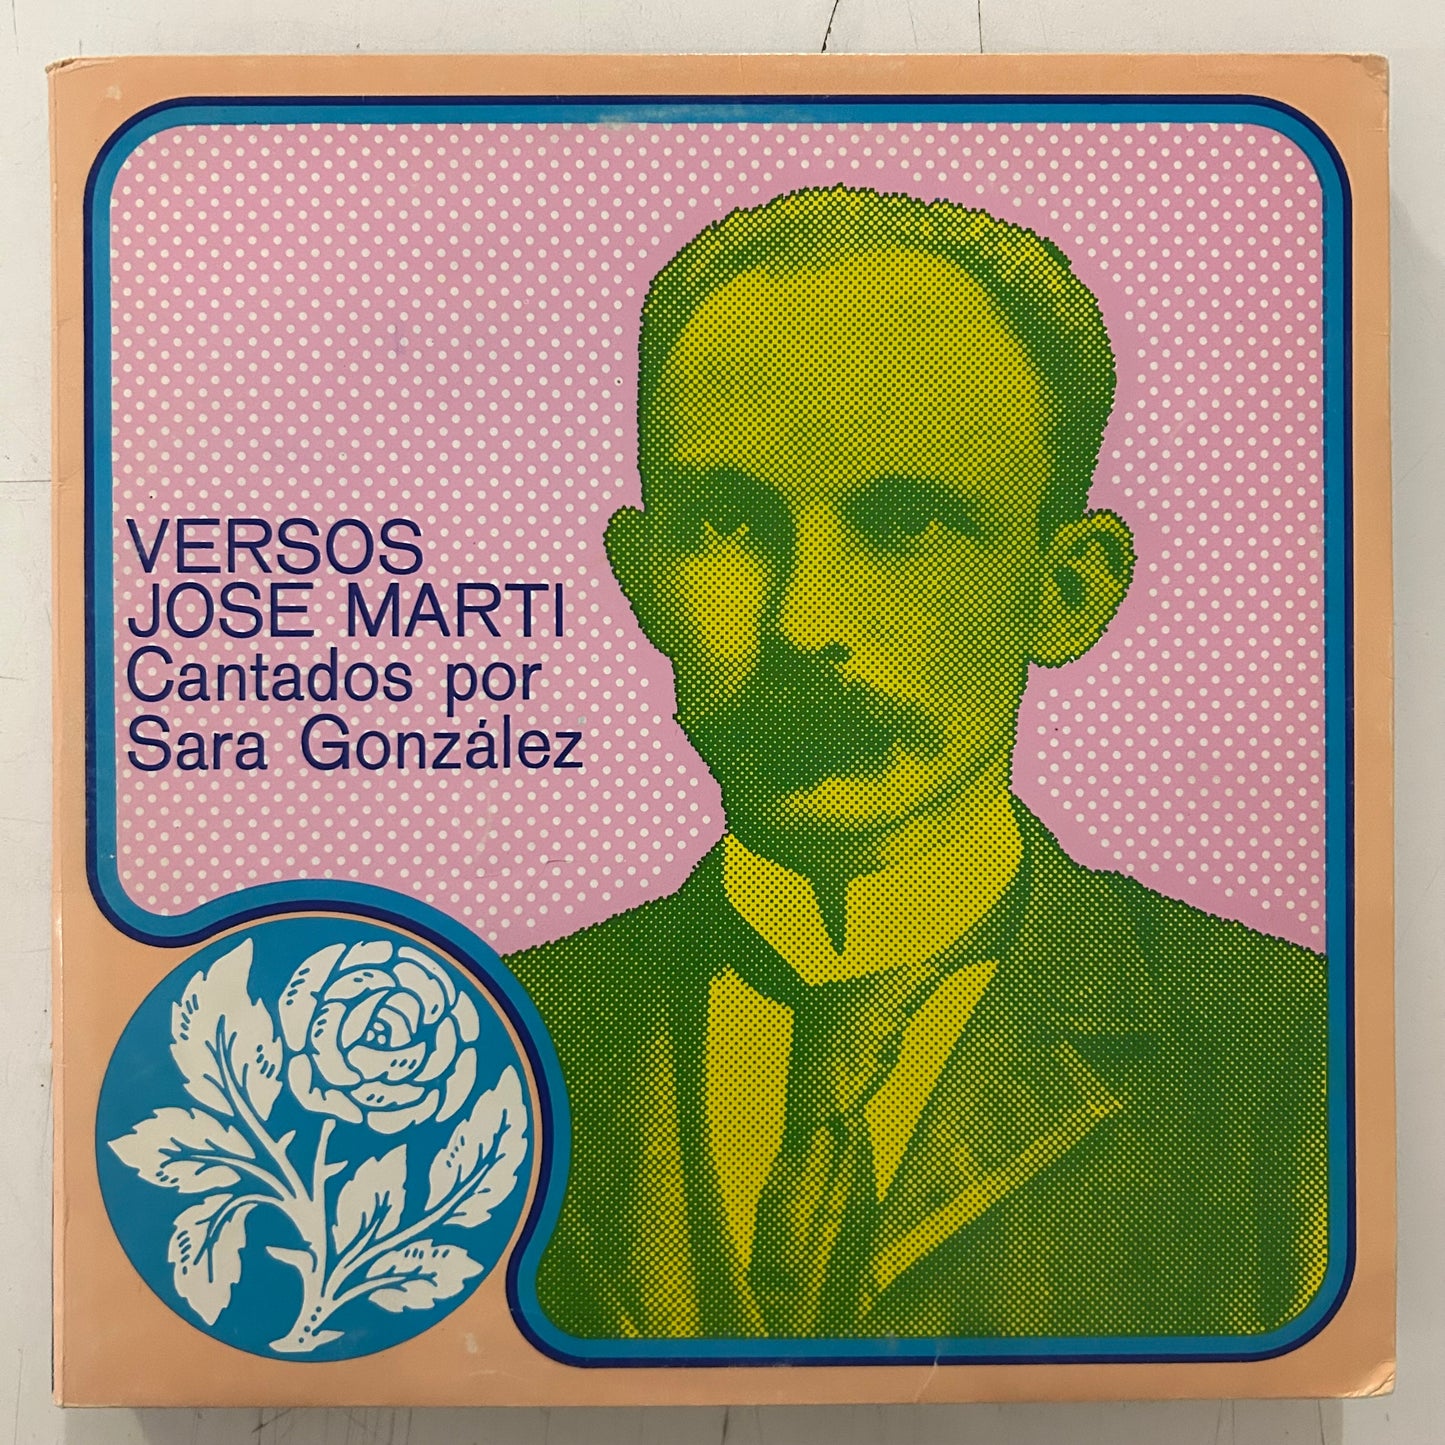 VERSOS
JOSE MARTI
Cantados por
Sara González